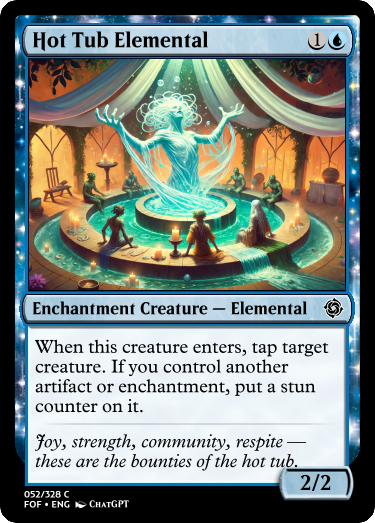 Hot Tub Elemental 1
Enchantment Creature — Elemental
When this creature enters, tap target
creature. If you control another
artifact or enchantment, put a stun
counter on it.
Joy, strength, community, respite —
these are the bounties of the hot tub.
2/2
052/328 C
FOF • ENG ChatGPT